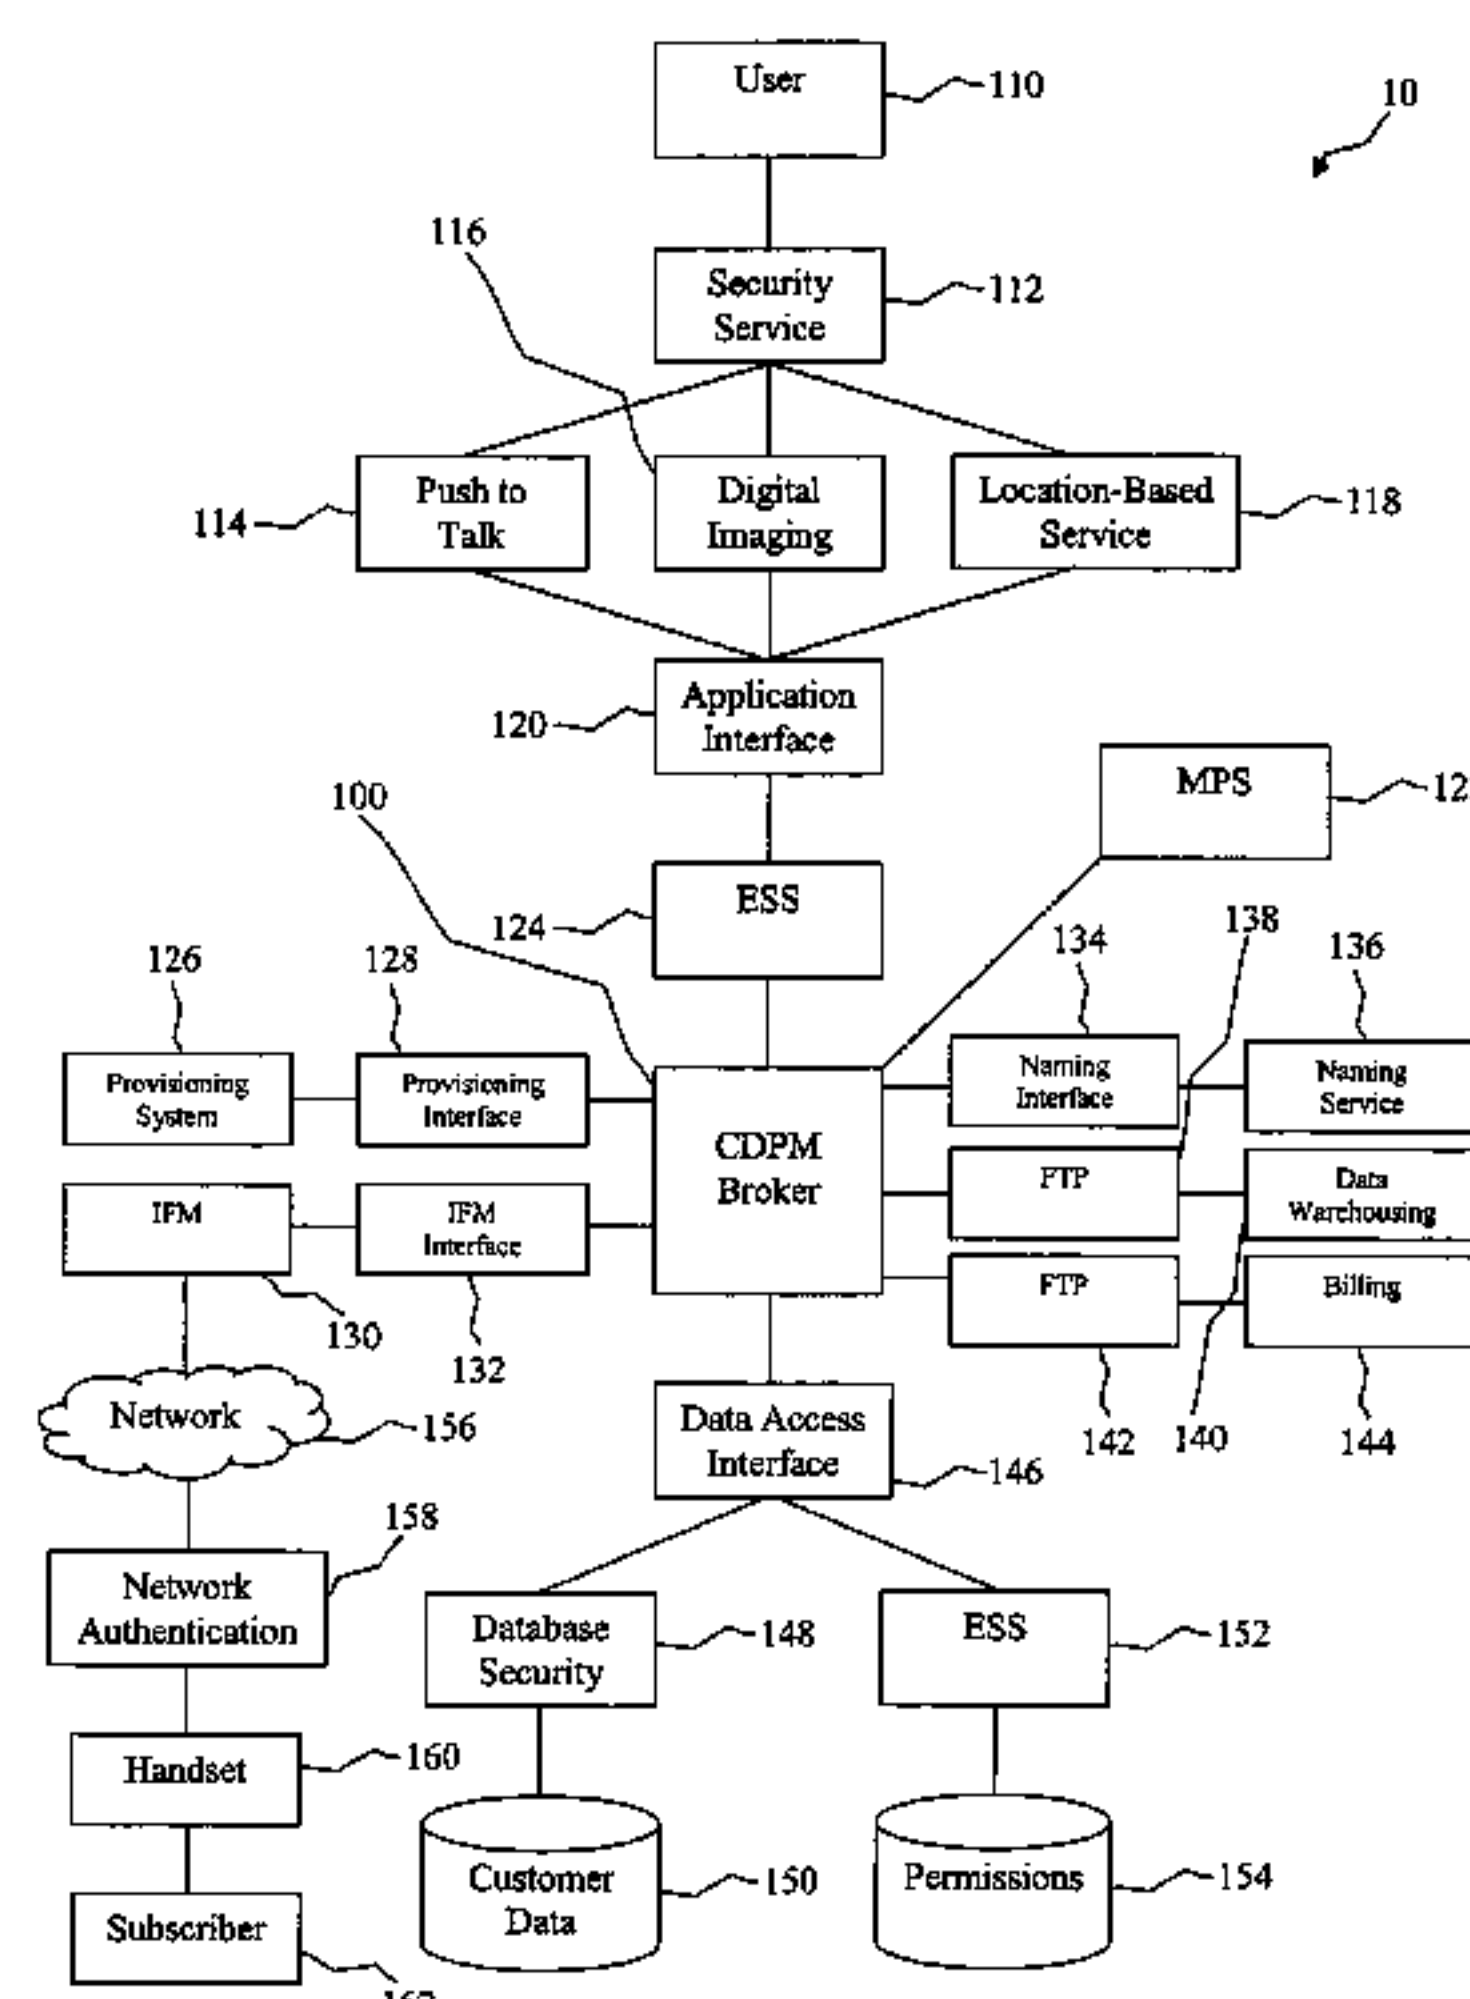 User
110
10
116
Security
Service
112
Push to
Talk
114
Digital
Imaging
Location-Based
Service
118
Application
Interface
120
MPS
12
100
ESS
124
138
134
136
126
128
Provisioning
System
Provisioning
Interface
CDPM
Broker
Naming
Interface
Naming
Service
IFM
IFM
Interface
FTP
Data
Warehousing
FTP
Billing
130
132
142
140
144
Network
156
Data Access
Interface
146
158
Network
Authentication
Database
Security
148
ESS
152
Handset
160
Customer
Data
150
Permissions
154
Subscriber